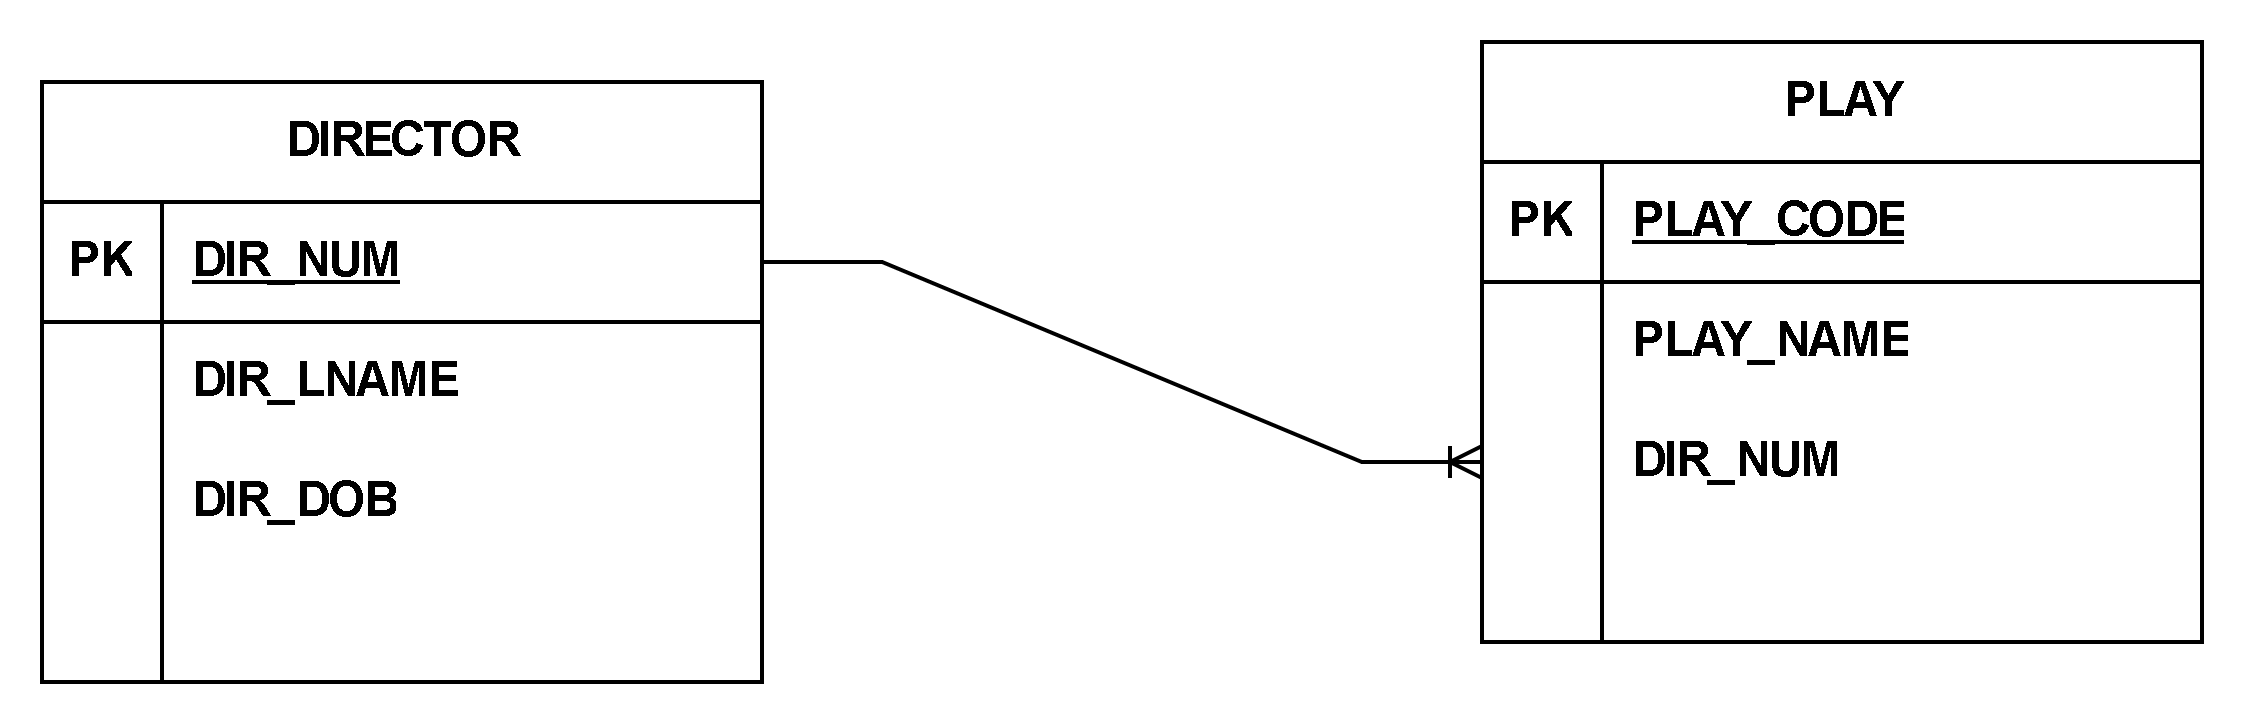 DIRECTOR
PK DIR_NUM
DIR_LNAME
DIR_DOB
PLAY
PK PLAY_CODE
PLAY_NAME
DIR_NUM